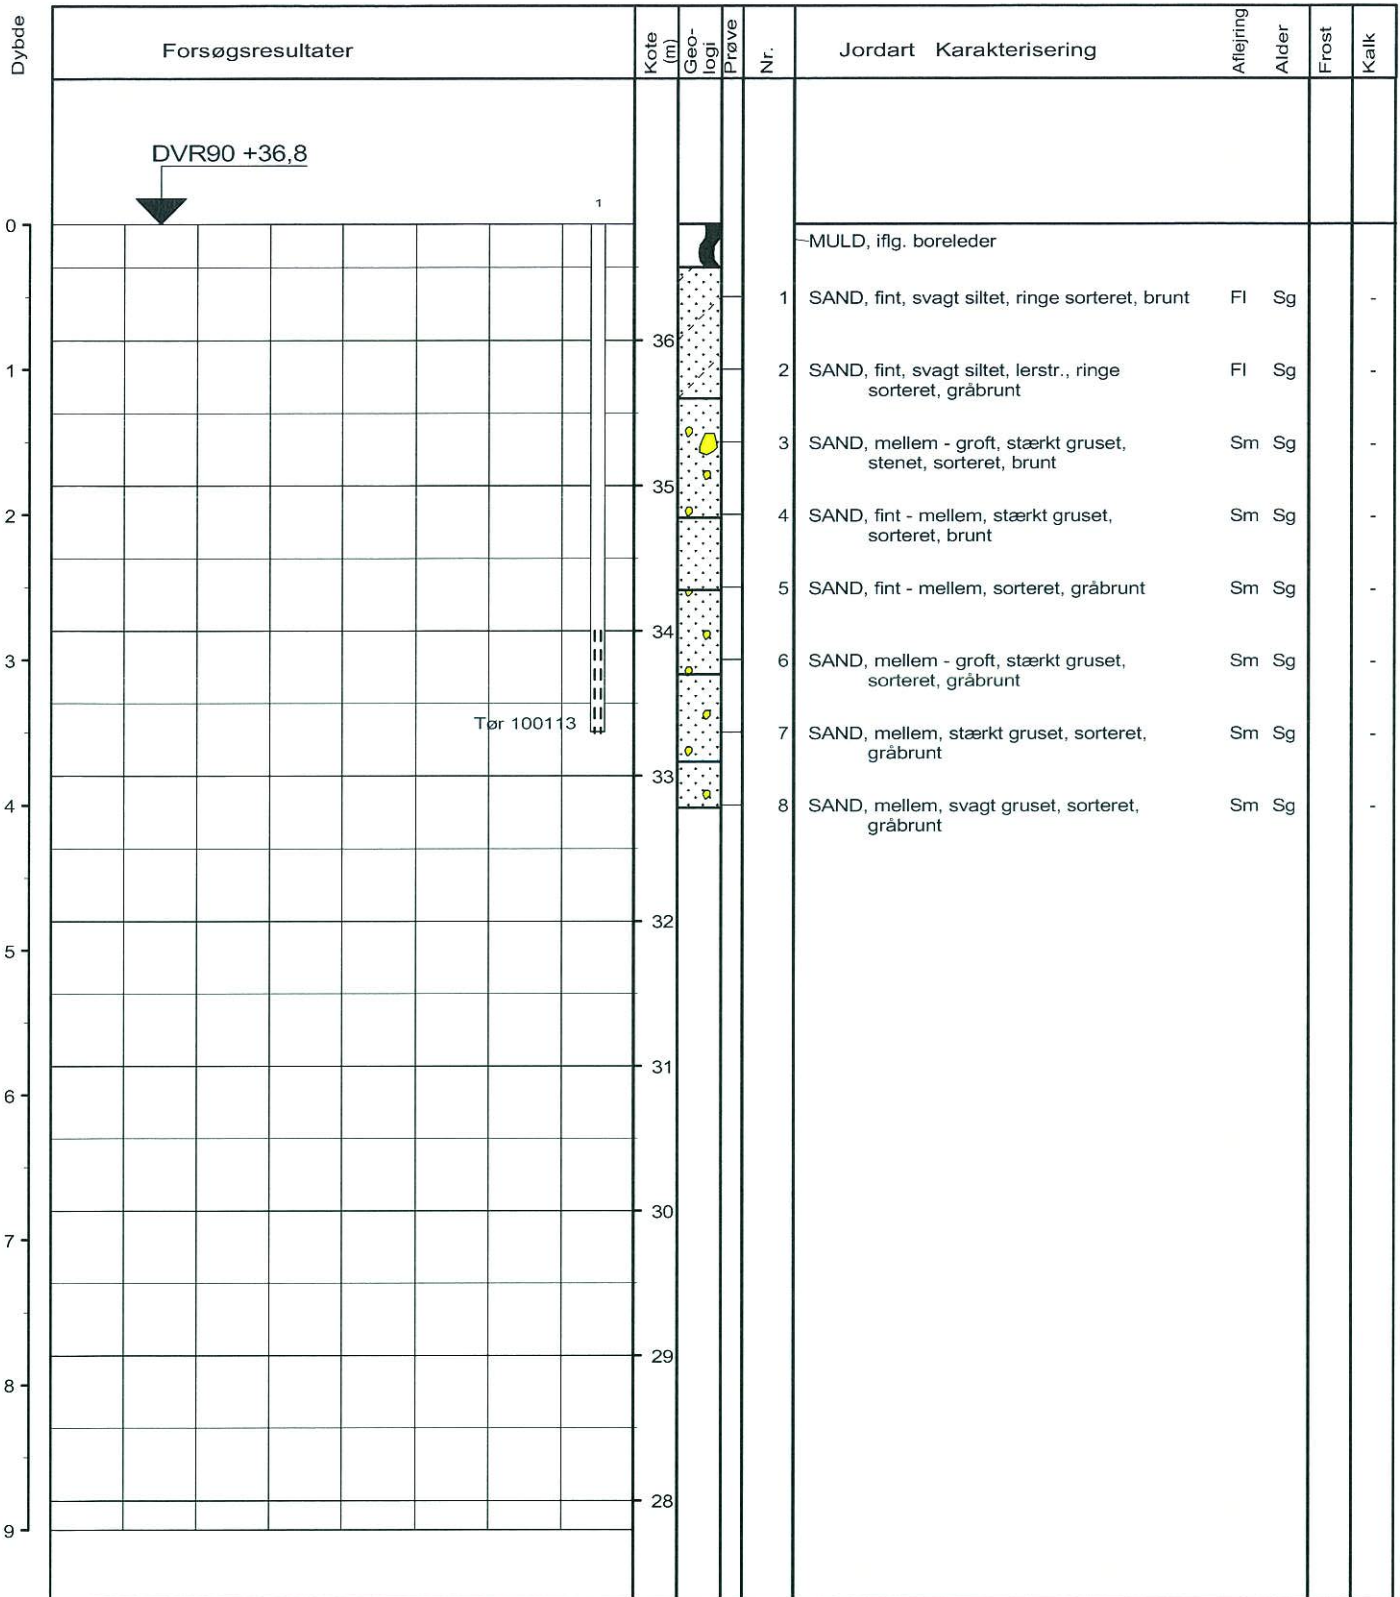 Dybde
Forsøgsresultater
Kote
(m)
Geo-
logi
Prøve
Nr.
Jordart Karakterisering
Aflejring
Alder
Frost
Kalk
DVR90 +36,8
1
0
MULD, iflg. boreleder
1 SAND, fint, svagt siltet, ringe sorteret, brunt Fl Sg -
36
1
2 SAND, fint, svagt siltet, lerstr., ringe Fl Sg -
sorteret, gråbrunt
3 SAND, mellem - groft, stærkt gruset, Sm Sg -
stenet, sorteret, brunt
35
2
4 SAND, fint - mellem, stærkt gruset, Sm Sg -
sorteret, brunt
5 SAND, fint - mellem, sorteret, gråbrunt Sm Sg -
34
3
6 SAND, mellem - groft, stærkt gruset, Sm Sg -
sorteret, gråbrunt
Tør 100113
7 SAND, mellem, stærkt gruset, sorteret, Sm Sg -
gråbrunt
33
4
8 SAND, mellem, svagt gruset, sorteret, Sm Sg -
gråbrunt
32
5
31
6
30
7
29
8
28
9